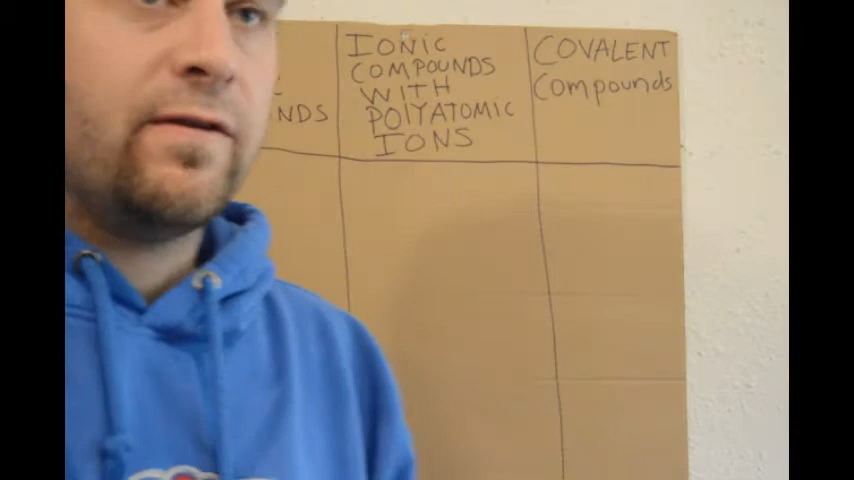 NDS
IONIC
COMPOUNDS
WITH
POLYATOMIC
IONS
COVALENT
Compounds